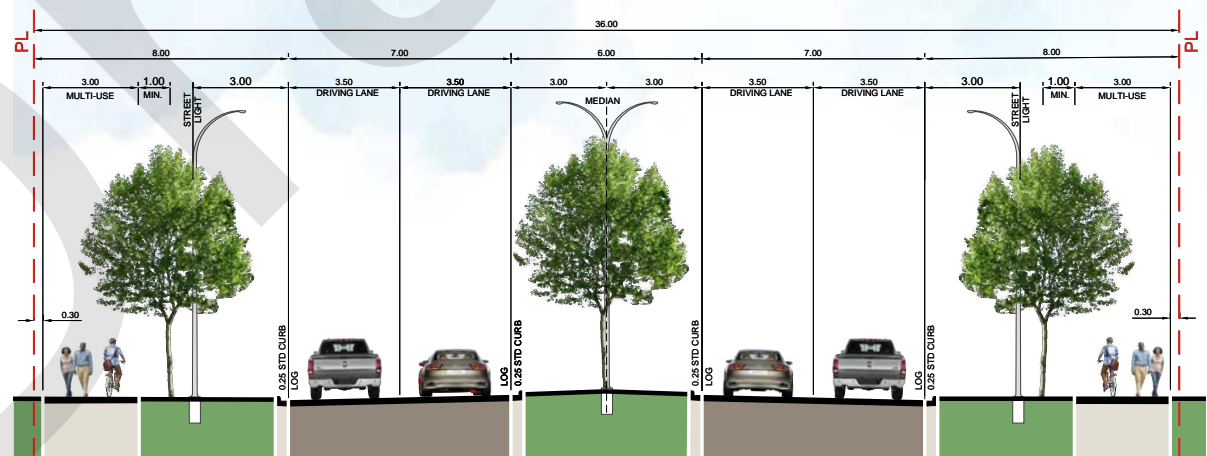 36.00
PL
PL
8.00 7.00 6.00 7.00 8.00
3.00 1.00 3.00 3.50 3.50 3.00 3.00 3.50 3.50 3.00 1.00 3.00
MULTI-USE MIN. DRIVING LANE DRIVING LANE DRIVING LANE DRIVING LANE MIN. MULTI-USE
STREET
LIGHT
MEDIAN
STREET
LIGHT
0.30
0.30
0.25 STD CURB
LOG
LOG
0.25 STD CURB
0.25 STD CURB
LOG
LOG
0.25 STD CURB